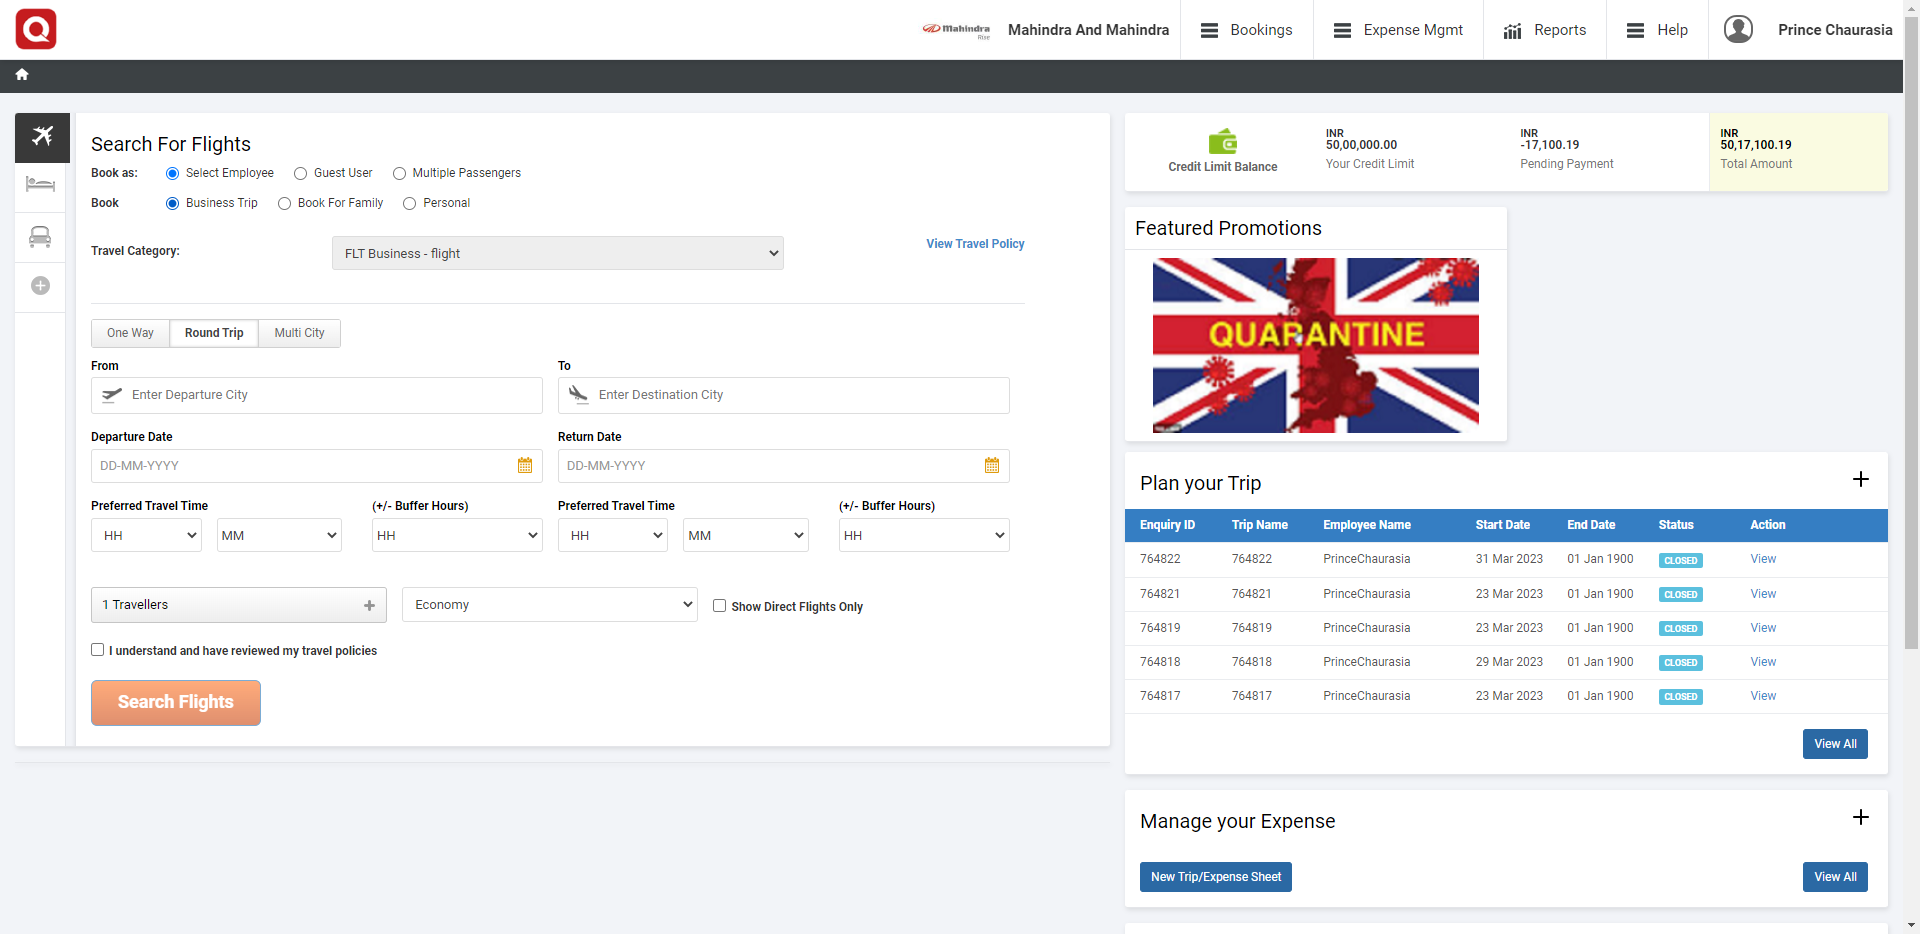 Q
Mahindra
Rise
Mahindra And Mahindra
Bookings
Expense Mgmt
Reports
Help
Prince Chaurasia
Search For Flights
Book as: Select Employee Guest User Multiple Passengers
Book Business Trip Book For Family Personal
Travel Category: FLT Business - flight View Travel Policy
One Way Round Trip Multi City
From To
Enter Departure City Enter Destination City
Departure Date Return Date
DD-MM-YYYY DD-MM-YYYY
Preferred Travel Time (+/- Buffer Hours) Preferred Travel Time (+/- Buffer Hours)
HH MM HH HH MM HH
1 Travellers Economy Show Direct Flights Only
I understand and have reviewed my travel policies
Search Flights
Credit Limit Balance
INR
50,00,000.00
Your Credit Limit
INR
-17,100.19
Pending Payment
INR
50,17,100.19
Total Amount
Featured Promotions
QUARANTINE
Plan your Trip
Enquiry ID Trip Name Employee Name Start Date End Date Status Action
764822 764822 PrinceChaurasia 31 Mar 2023 01 Jan 1900 CLOSED View
764821 764821 PrinceChaurasia 23 Mar 2023 01 Jan 1900 CLOSED View
764819 764819 PrinceChaurasia 23 Mar 2023 01 Jan 1900 CLOSED View
764818 764818 PrinceChaurasia 29 Mar 2023 01 Jan 1900 CLOSED View
764817 764817 PrinceChaurasia 23 Mar 2023 01 Jan 1900 CLOSED View
View All
Manage your Expense
New Trip/Expense Sheet View All